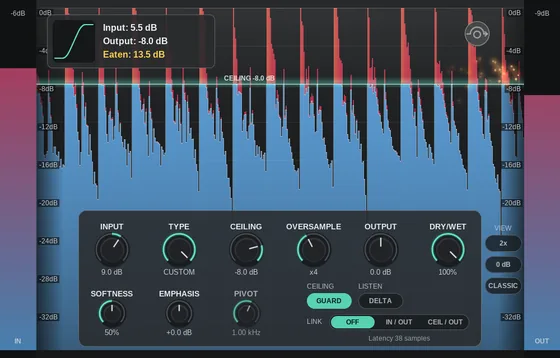 -6dB
0dB
0dB
-9dB
Input: 5.5 dB
Output: -8.0 dB
Eaten: 13.5 dB
-4dB
CEILING -8.0 dB
-8dB
-8dB
-12dB
-12dB
-16dB
-16dB
-20dB
-20dB
INPUT
TYPE
CEILING
OVERSAMPLE
OUTPUT
DRY/WET
VIEW
-24dB
2x
9.0 dB
CUSTOM
-8.0 dB
x4
0.0 dB
100%
0 dB
-28dB
SOFTNESS
EMPHASIS
PIVOT
CEILING
LISTEN
CLASSIC
GUARD
DELTA
-32dB
-32dB
LINK
OFF
IN / OUT
CEIL / OUT
50%
+0.0 dB
1.00 kHz
Latency 38 samples
IN
OUT